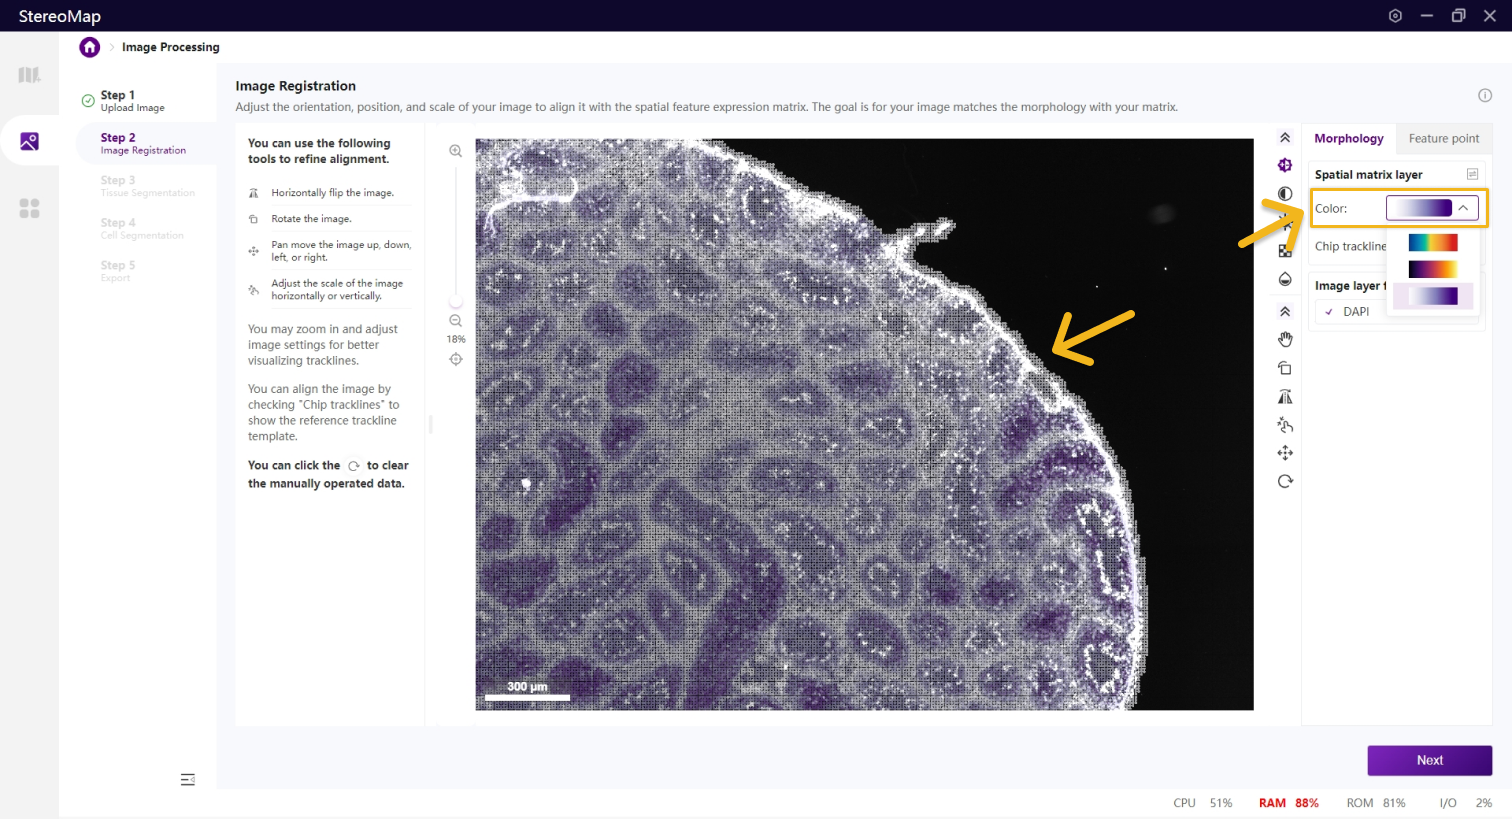 StereoMap
Image Processing
Step 1
Upload Image
Step 2
Image Registration
Step 3
Tissue Segmentation
Step 4
Cell Segmentation
Step 5
Export
Image Registration
Adjust the orientation, position, and scale of your image to align it with the spatial feature expression matrix. The goal is for your image matches the morphology with your matrix.
You can use the following
tools to refine alignment.
Horizontally flip the image.
Rotate the image.
Pan move the image up, down,
left, or right.
Adjust the scale of the image
horizontally or vertically.
You may zoom in and adjust
image settings for better
visualizing tracklines.
You can align the image by
checking "Chip tracklines" to
show the reference trackline
template.
You can click the to clear
the manually operated data.
18%
300 μm
Morphology
Feature point
Spatial matrix layer
Color:
Chip trackline
Image layer
DAPI
Next
CPU 51% RAM 88% ROM 81% I/O 2%